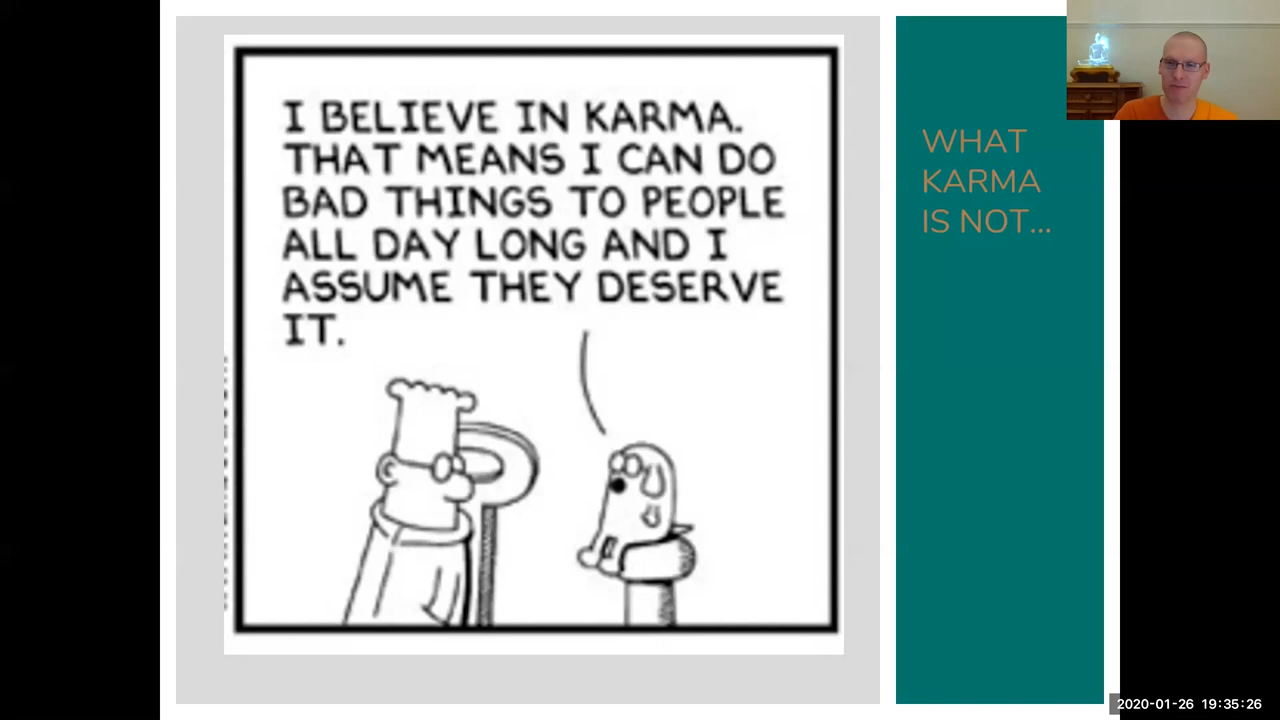 I BELIEVE IN KARMA.
THAT MEANS I CAN DO
BAD THINGS TO PEOPLE
ALL DAY LONG AND I
ASSUME THEY DESERVE
IT.
WHAT
KARMA
IS NOT...
2020-01-26 19:35:26